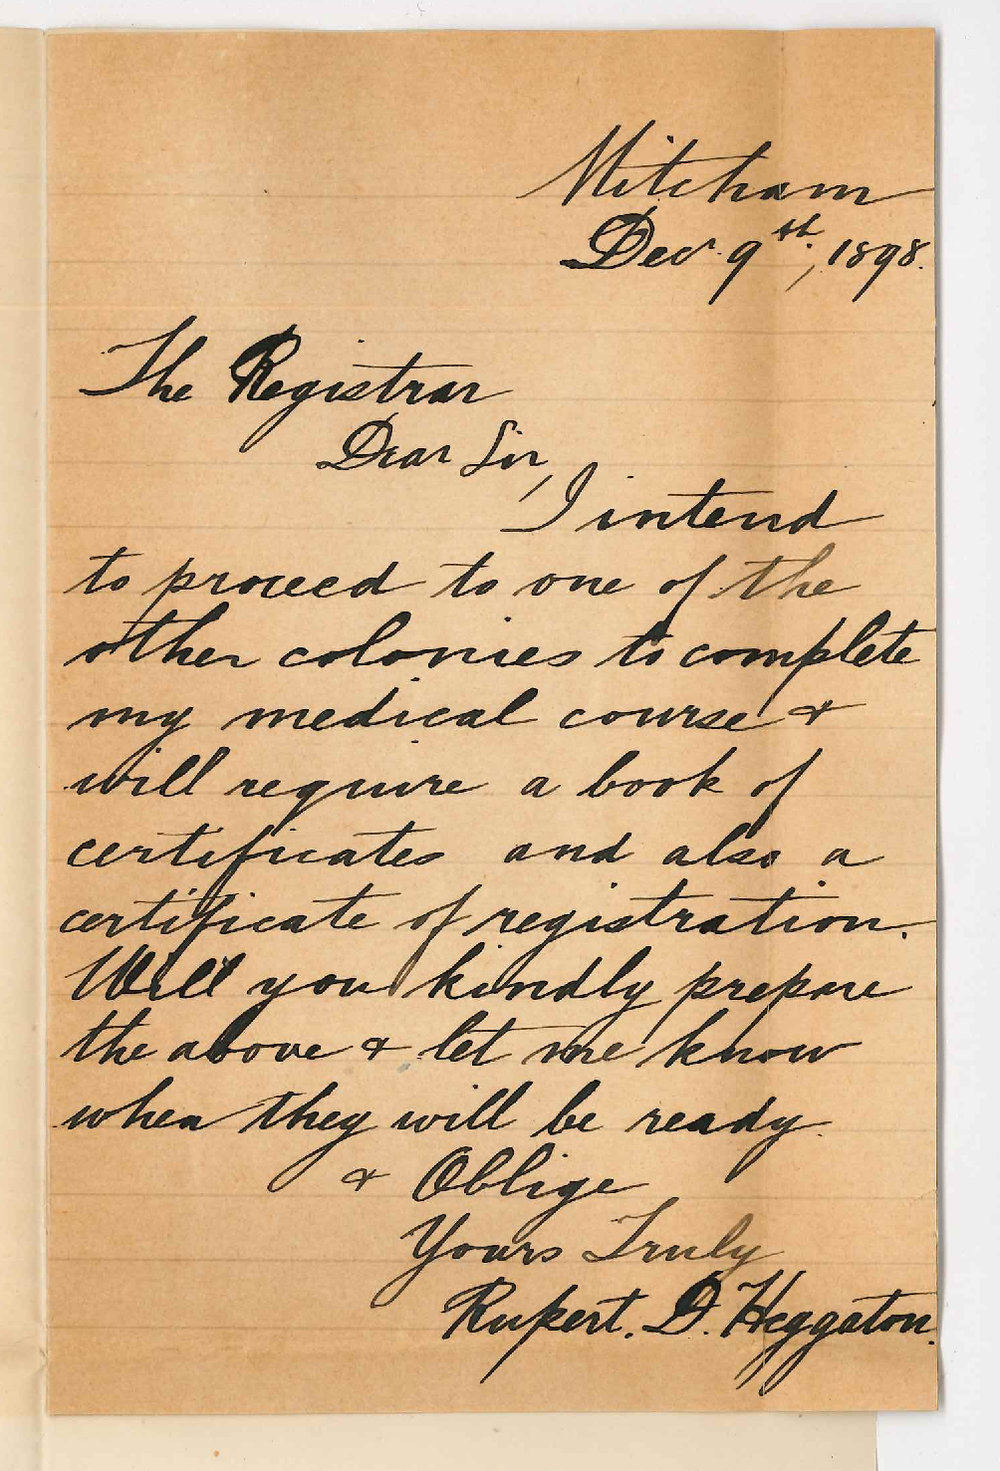 Mitcham
Decr. 9th, 1898.
The Registrar
Dear Sir,
I intend
to proceed to one of the
other colonies to complete
my medical course &
will require a book of
certificates and also a
certificate of registration.
Will you kindly prepare
the above & let me know
when they will be ready
& Oblige
Yours Truly
Rupert. D. Heggaton.